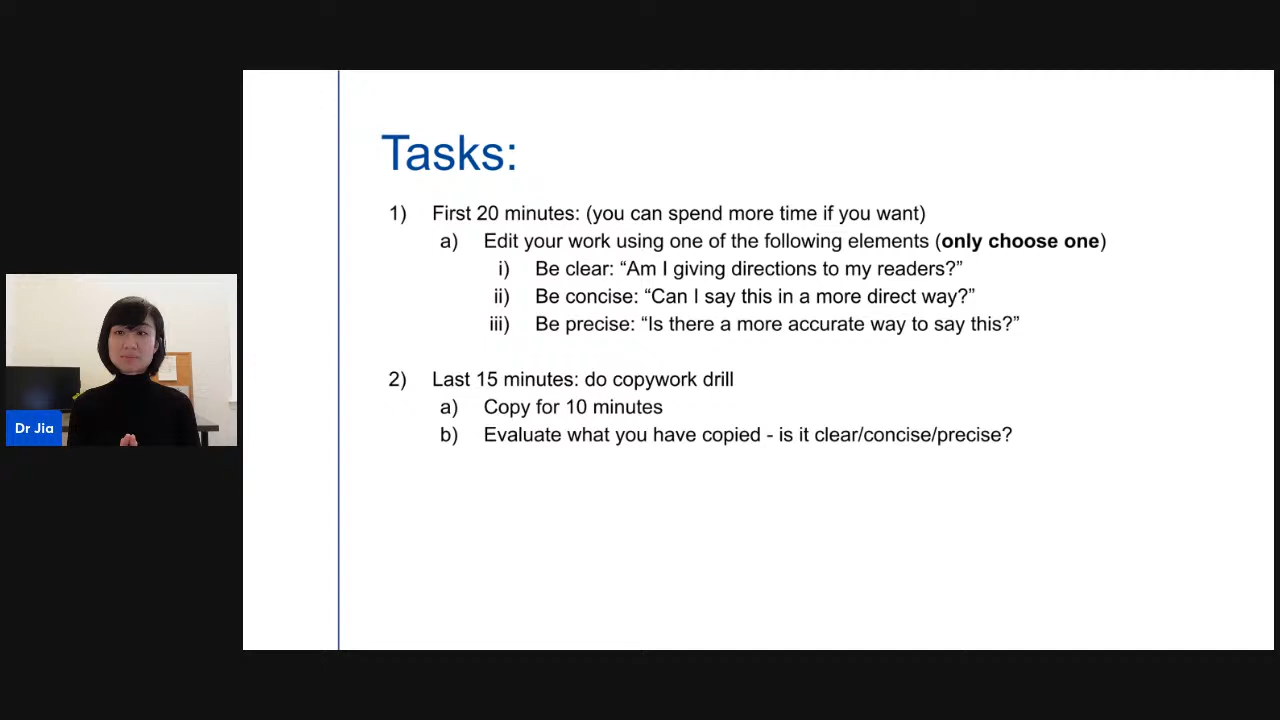 Tasks:
1) First 20 minutes: (you can spend more time if you want)
a) Edit your work using one of the following elements (only choose one)
i) Be clear: “Am I giving directions to my readers?”
ii) Be concise: “Can I say this in a more direct way?”
iii) Be precise: “Is there a more accurate way to say this?”
2) Last 15 minutes: do copywork drill
a) Copy for 10 minutes
b) Evaluate what you have copied - is it clear/concise/precise?
Dr Jia